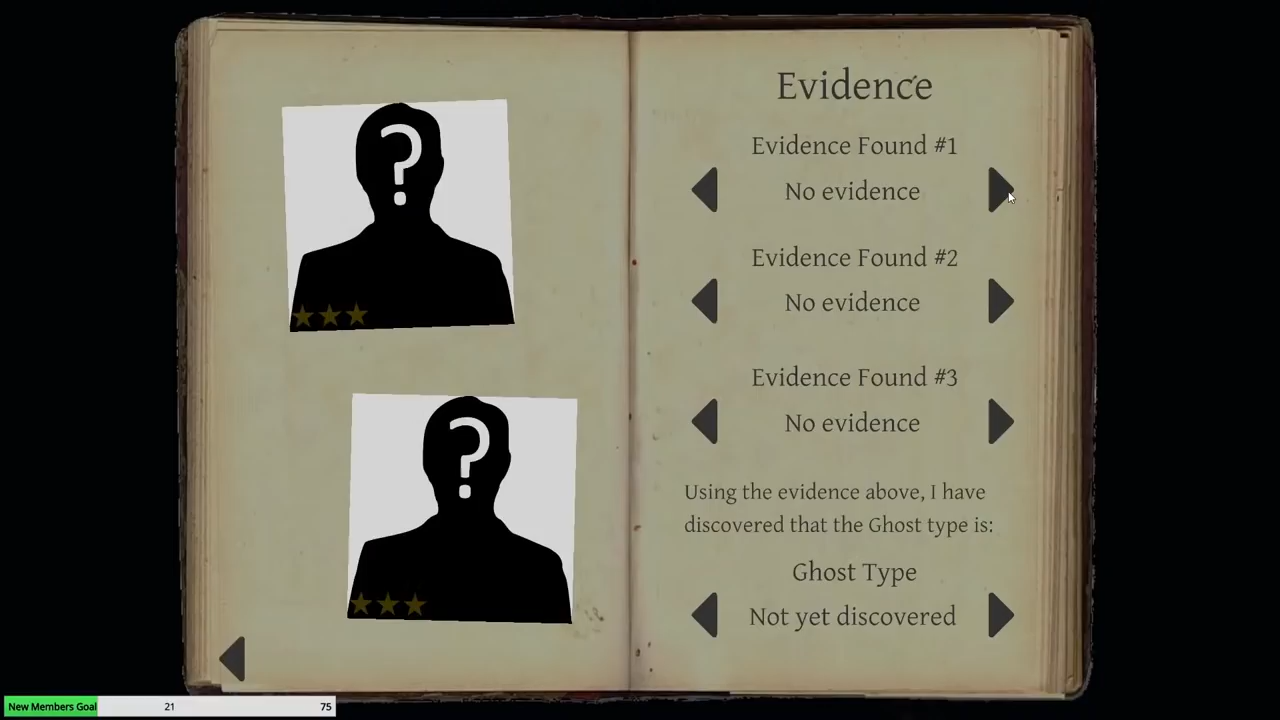 ?
?
Evidence
Evidence Found #1
No evidence
Evidence Found #2
No evidence
Evidence Found #3
No evidence
Using the evidence above, I have
discovered that the Ghost type is:
Ghost Type
Not yet discovered
New Members Goal 21 75